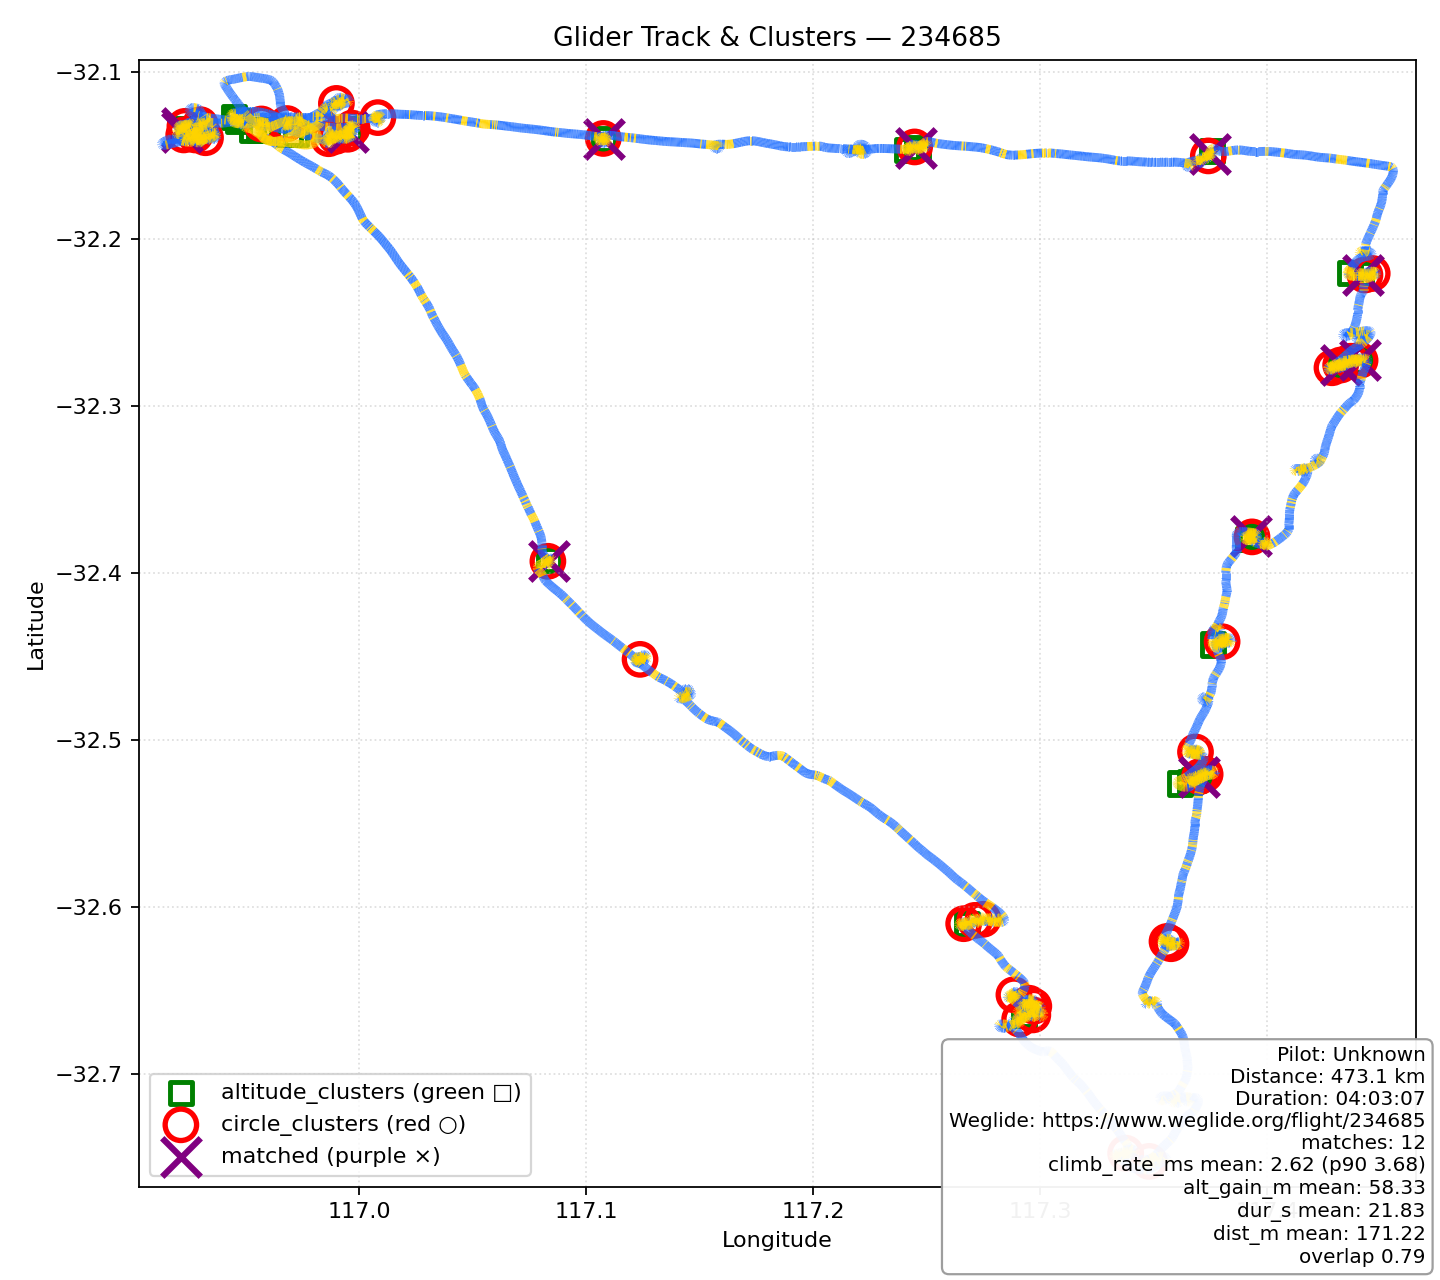 Glider Track & Clusters — 234685
−32.1
−32.2
−32.3
−32.4
−32.5
−32.6
−32.7
Latitude
altitude_clusters (green □)
circle_clusters (red ○)
matched (purple ×)
117.0
117.1
117.2
117.3
Longitude
Pilot: Unknown
Distance: 473.1 km
Duration: 04:03:07
Weglide: https://www.weglide.org/flight/234685
matches: 12
climb_rate_ms mean: 2.62 (p90 3.68)
alt_gain_m mean: 58.33
dur_s mean: 21.83
dist_m mean: 171.22
overlap 0.79